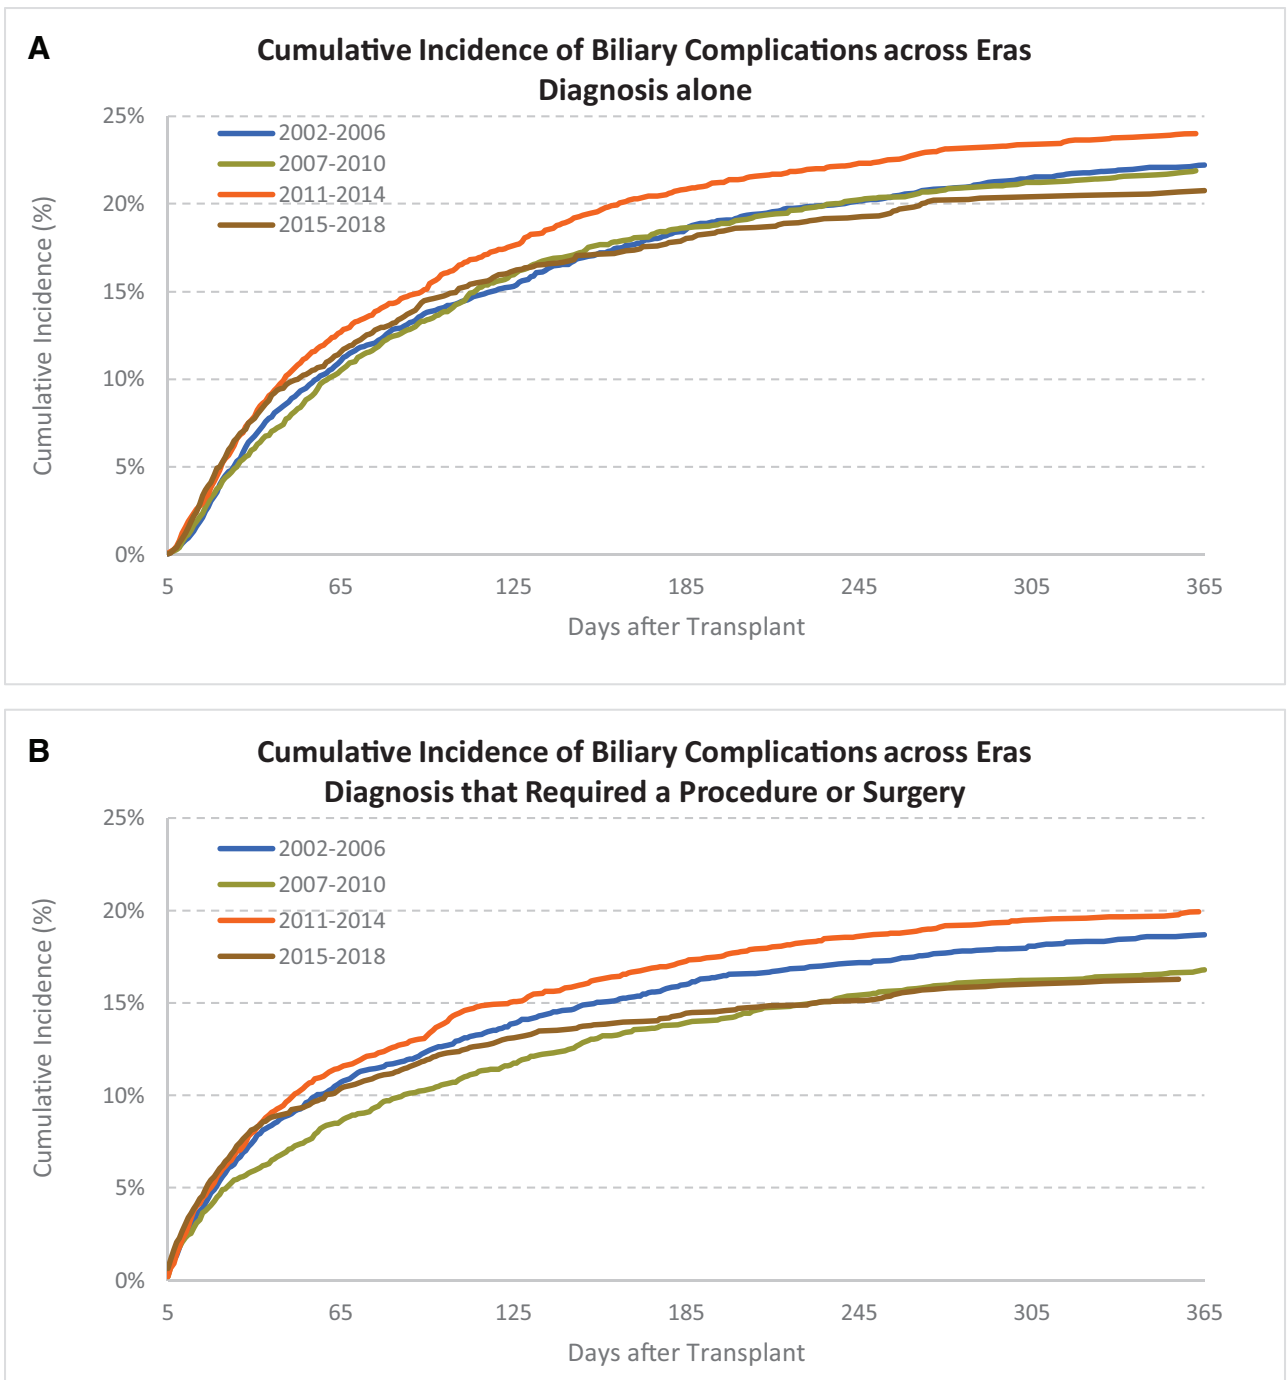 A
Cumulative Incidence of Biliary Complications across Eras
Diagnosis alone
25%
20%
15%
10%
5%
0%
Cumulative Incidence (%)
2002-2006
2007-2010
2011-2014
2015-2018
5 65 125 185 245 305 365
Days after Transplant
B
Cumulative Incidence of Biliary Complications across Eras
Diagnosis that Required a Procedure or Surgery
25%
20%
15%
10%
5%
0%
Cumulative Incidence (%)
2002-2006
2007-2010
2011-2014
2015-2018
5 65 125 185 245 305 365
Days after Transplant